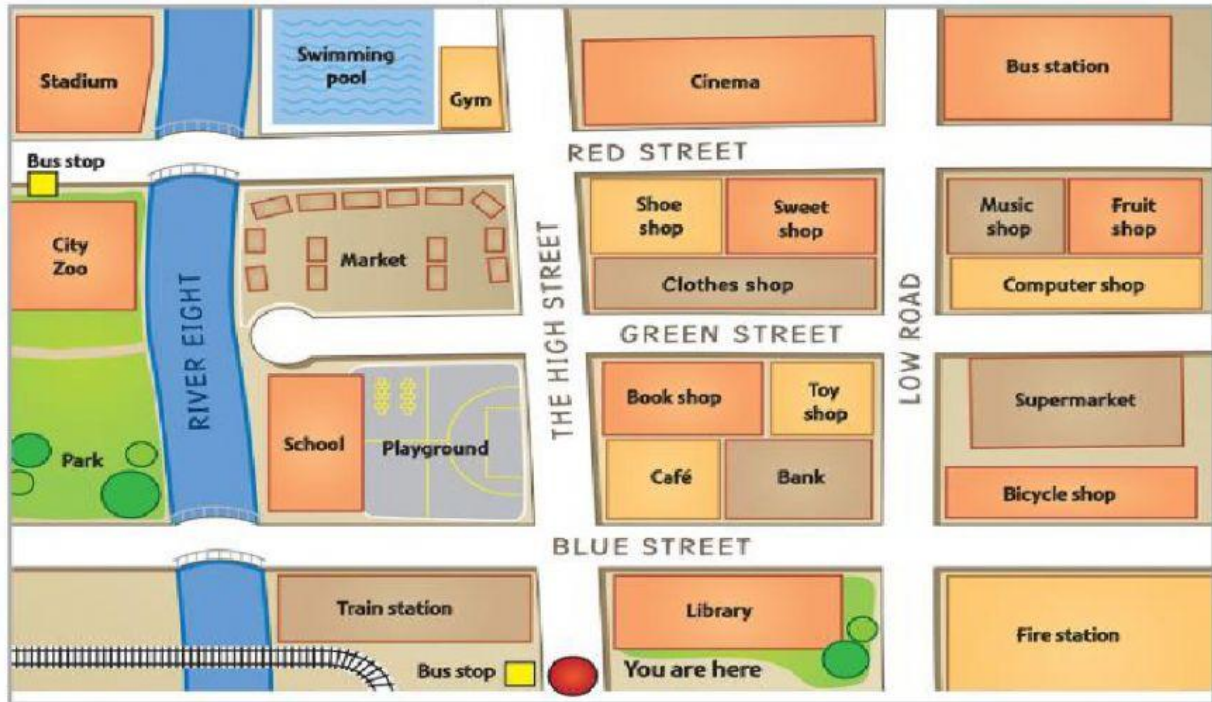 Stadium
Swimming
pool
Gym
Cinema
Bus station
RED STREET
Bus stop
City
Zoo
RIVER EIGHT
Market
THE HIGH STREET
Shoe
shop
Sweet
shop
Clothes shop
LOW ROAD
Music
shop
Fruit
shop
Computer shop
GREEN STREET
Park
School
Playground
Book shop
Toy
shop
Café
Bank
Supermarket
Bicycle shop
BLUE STREET
Train station
Library
Fire station
Bus stop
You are here